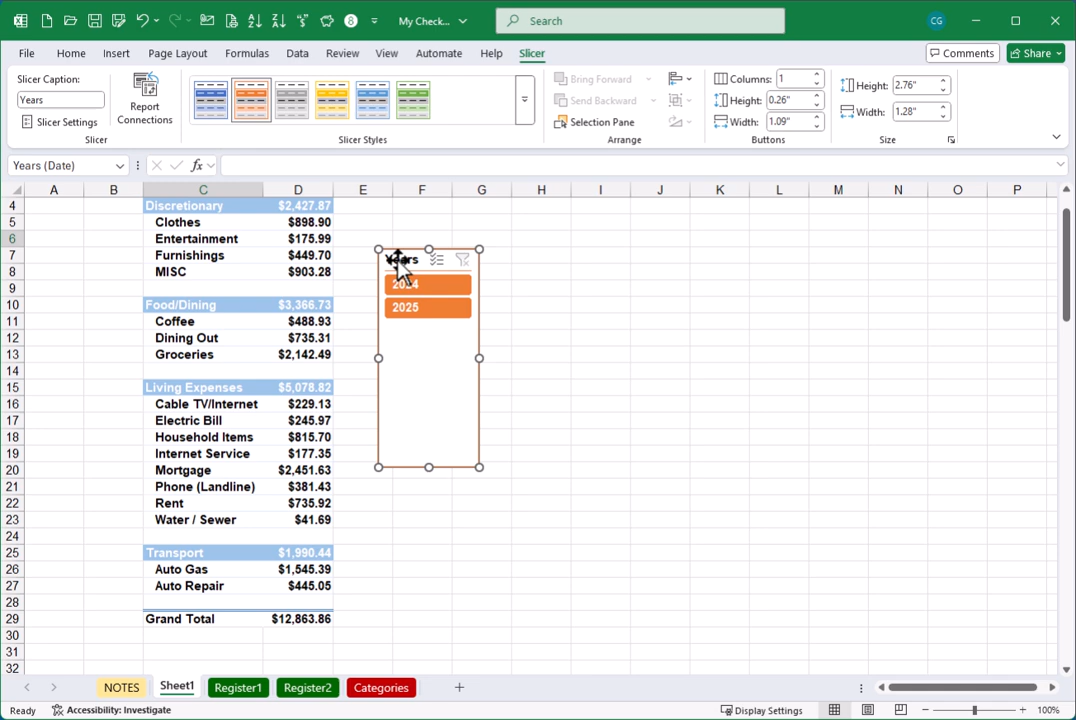 My Check...
Search
CG
File Home Insert Page Layout Formulas Data Review View Automate Help Slicer Comments Share
Slicer Caption:
Years
Slicer Settings
Report
Connections
Slicer
Slicer Styles
Bring Forward
Send Backward
Selection Pane
Arrange
Columns: 1
Height: 0.26"
Width: 1.09"
Buttons
Height: 2.76"
Width: 1.28"
Size
Years (Date) fx
A B C D E F G H I J K L M N O P
4 Discretionary $2,427.87
5 Clothes $898.90
6 Entertainment $175.99
7 Furnishings $449.70
8 MISC $903.28
9
10 Food/Dining $3,366.73
11 Coffee $488.93
12 Dining Out $735.31
13 Groceries $2,142.49
14
15 Living Expenses $5,078.82
16 Cable TV/Internet $229.13
17 Electric Bill $245.97
18 Household Items $815.70
19 Internet Service $177.35
20 Mortgage $2,451.63
21 Phone (Landline) $381.43
22 Rent $735.92
23 Water / Sewer $41.69
24
25 Transport $1,990.44
26 Auto Gas $1,545.39
27 Auto Repair $445.05
28
29 Grand Total $12,863.86
30
31
32
Years
2024
2025
NOTES Sheet1 Register1 Register2 Categories
Ready Accessibility: Investigate Display Settings 100%